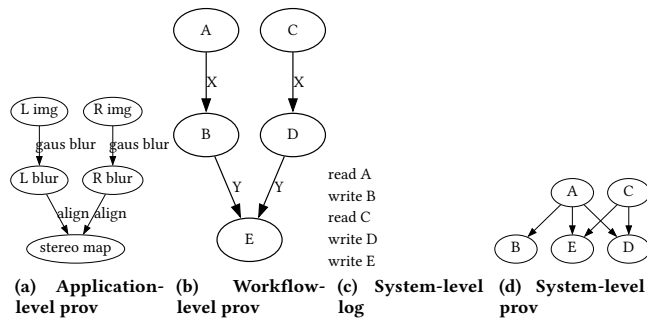 A C
X X
L img R img
gaus blur gaus blur
B D
L blur R blur
Y Y
align align
stereo map
E
read A
write B
read C
write D
write E
A C
B E D
(a) Application-
level prov
(b) Workflow-
level prov
(c) System-level
log
(d) System-level
prov